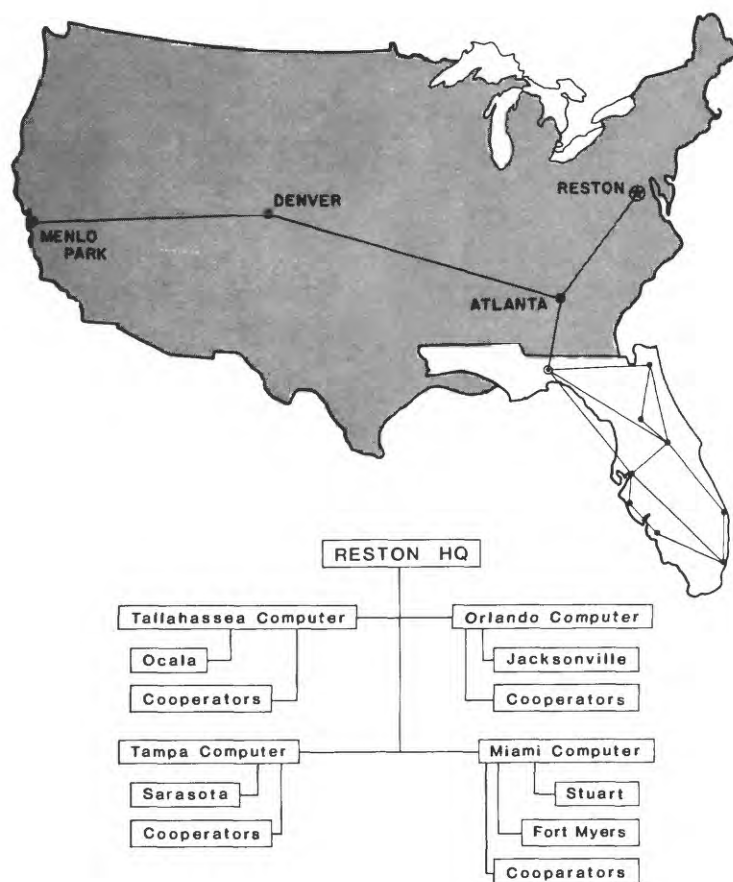 DENVER
RESTON
MENLO
PARK
ATLANTA
RESTON HQ
Tallahassea Computer
Orlando Computer
Ocala
Jacksonville
Cooperators
Cooperators
Tampa Computer
Miami Computer
Sarasota
Stuart
Cooperators
Fort Myers
Cooparators